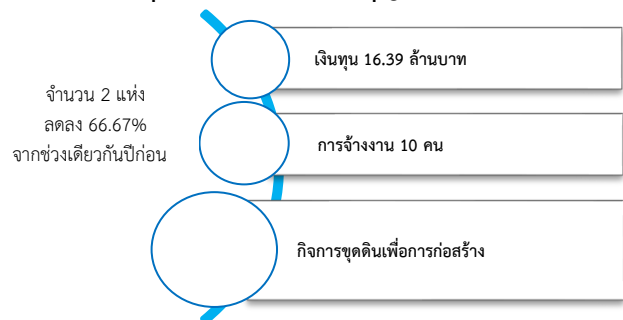 จำนวน 2 แห่ง
ลดลง 66.67%
จากช่วงเดียวกันปีก่อน
เงินทุน 16.39 ล้านบาท
การจ้างงาน 10 คน
กิจการขุดดินเพื่อการก่อสร้าง